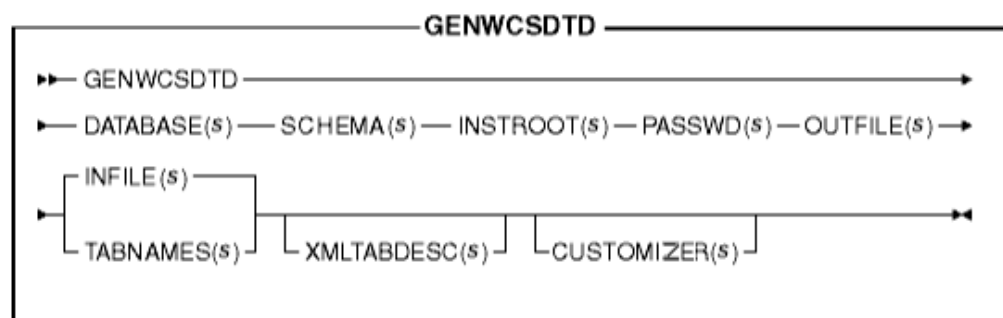 GENWCSDTD
GENWCSDTD
DATABASE(s) SCHEMA(s) INSTROOT(s) PASSWD(s) OUTFILE(s)
INFILE(s)
TABNAMES(s) XMLTABDESC(s) CUSTOMIZER(s)